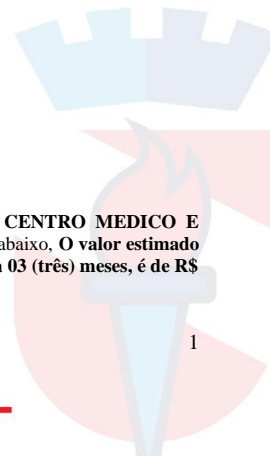 CENTRO MEDICO E
abaixo, O valor estimado
03 (três) meses, é de R$
1